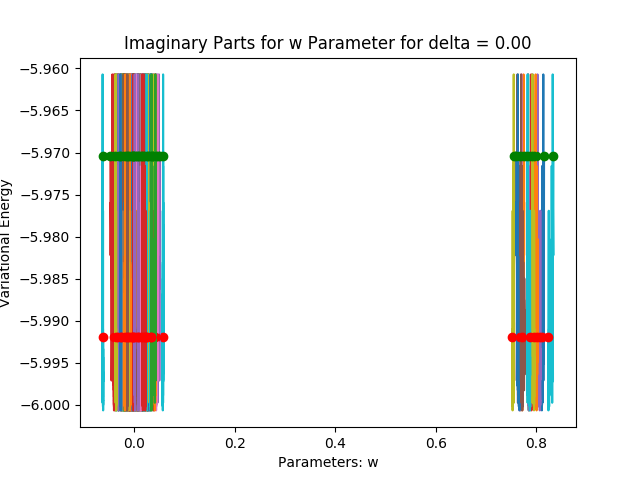 Imaginary Parts for w Parameter for delta = 0.00
−5.960
−5.965
−5.970
−5.975
−5.980
−5.985
−5.990
−5.995
−6.000
Variational Energy
0.0 0.2 0.4 0.6 0.8
Parameters: w